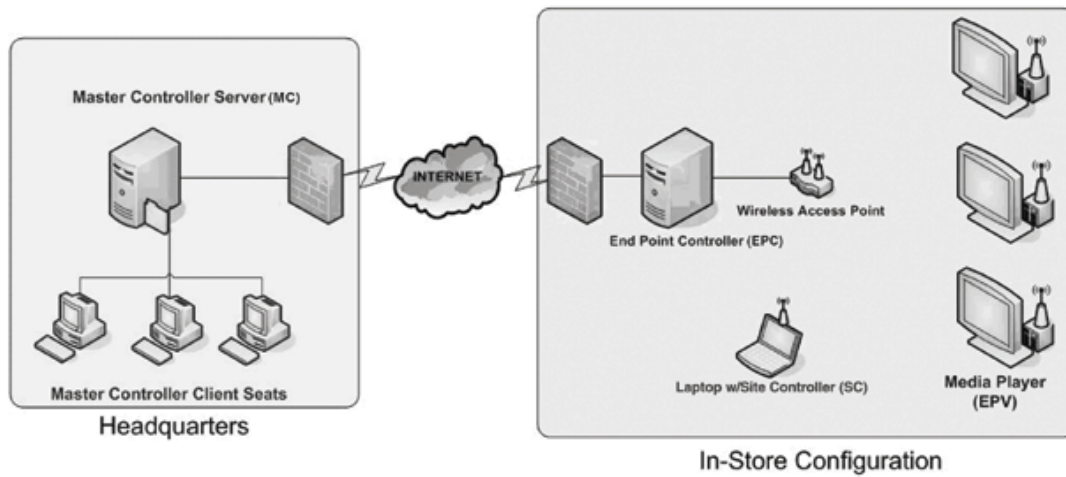 Master Controller Server (MC)
Master Controller Client Seats
Headquarters
INTERNET
End Point Controller (EPC)
Wireless Access Point
Laptop w/Site Controller (SC)
Media Player
(EPV)
In-Store Configuration